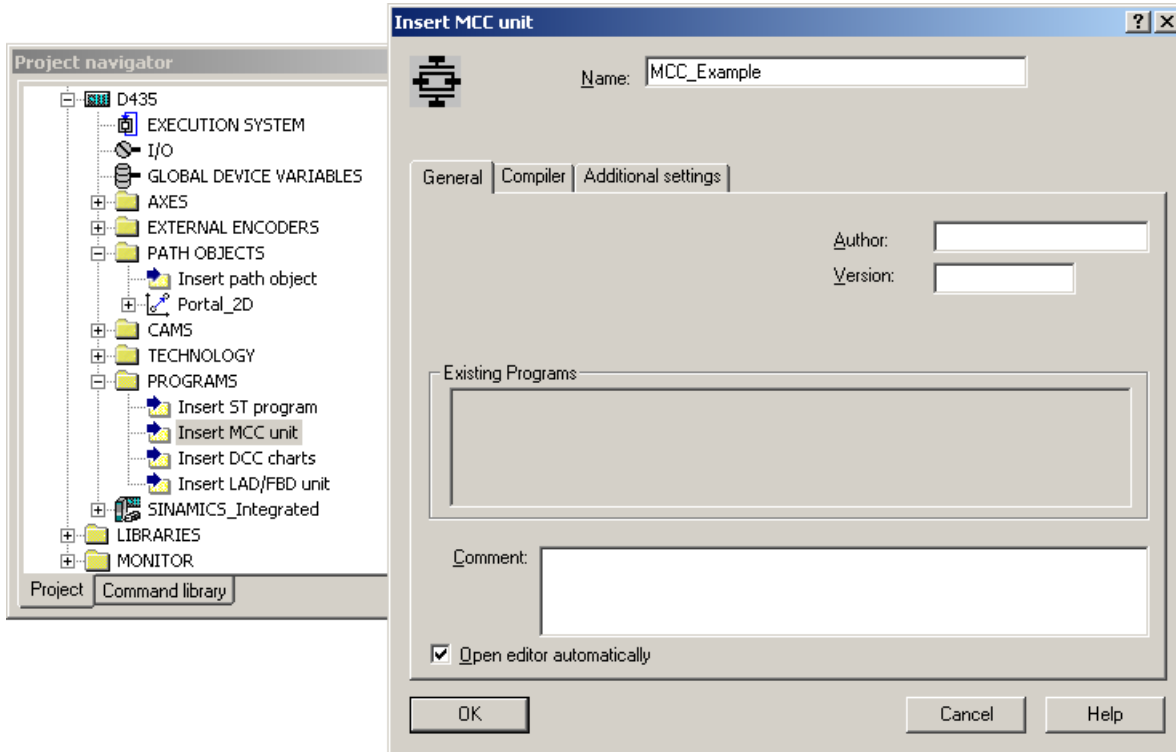 Project navigator
D435
EXECUTION SYSTEM
I/O
GLOBAL DEVICE VARIABLES
AXES
EXTERNAL ENCODERS
PATH OBJECTS
Insert path object
Portal_2D
CAMS
TECHNOLOGY
PROGRAMS
Insert ST program
Insert MCC unit
Insert DCC charts
Insert LAD/FBD unit
SINAMICS_Integrated
LIBRARIES
MONITOR
Project Command library
Insert MCC unit
Name: MCC_Example
General Compiler Additional settings
Author:
Version:
Existing Programs
Comment:
Open editor automatically
OK Cancel Help